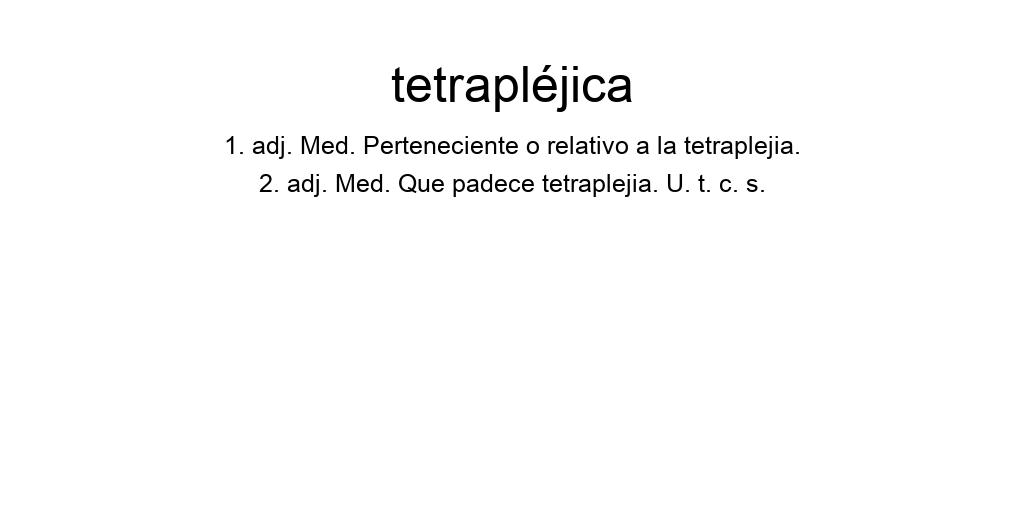 tetrapléjica
1. adj. Med. Perteneciente o relativo a la tetraplejia.
2. adj. Med. Que padece tetraplejia. U. t. c. s.